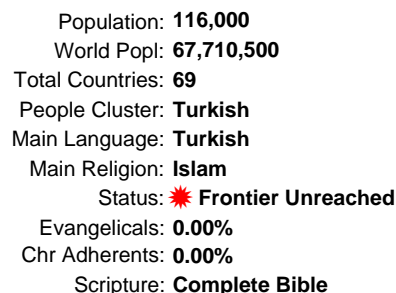 Population: 116,000
World Popl: 67,710,500
Total Countries: 69
People Cluster: Turkish
Main Language: Turkish
Main Religion: Islam
Status: Frontier Unreached
Evangelicals: 0.00%
Chr Adherents: 0.00%
Scripture: Complete Bible